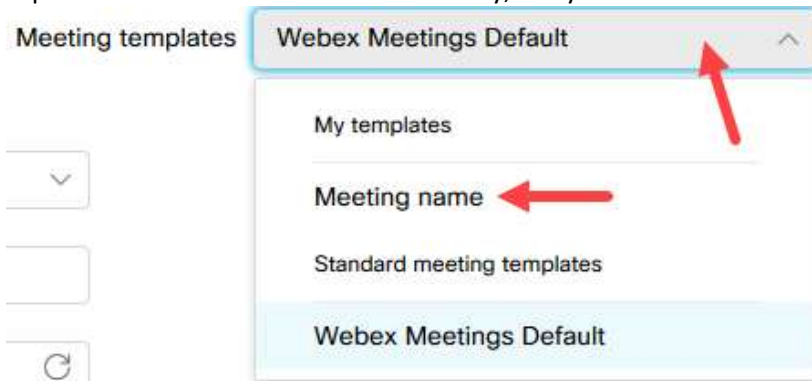 Meeting templates Webex Meetings Default
My templates
Meeting name
Standard meeting templates
Webex Meetings Default